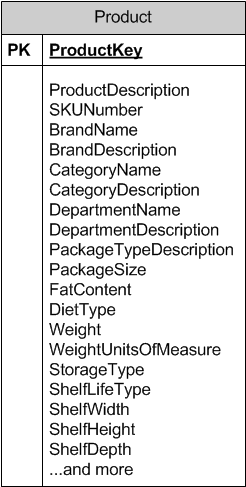 Product
PK ProductKey
ProductDescription
SKUNumber
BrandName
BrandDescription
CategoryName
CategoryDescription
DepartmentName
DepartmentDescription
PackageTypeDescription
PackageSize
FatContent
DietType
Weight
WeightUnitsOfMeasure
StorageType
ShelfLifeType
ShelfWidth
ShelfHeight
ShelfDepth
...and more